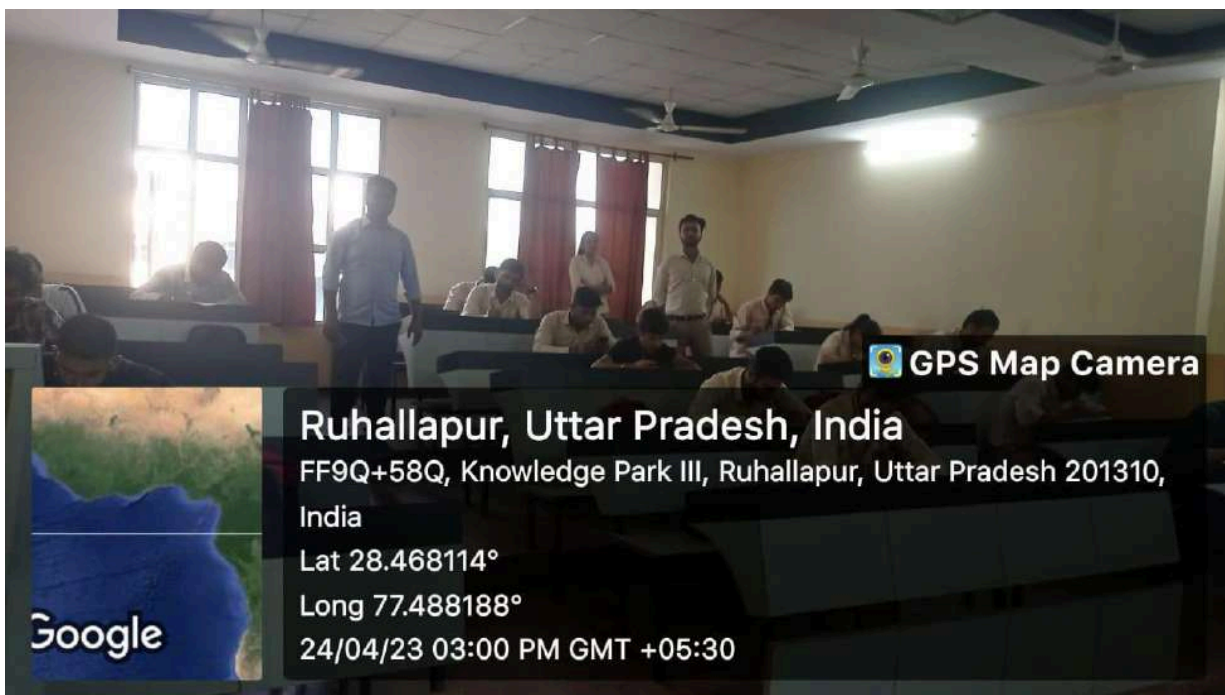 GPS Map Camera
Ruhallapur, Uttar Pradesh, India
FF9Q+58Q, Knowledge Park III, Ruhallapur, Uttar Pradesh 201310,
India
Lat 28.468114°
Long 77.488188°
24/04/23 03:00 PM GMT +05:30
Google